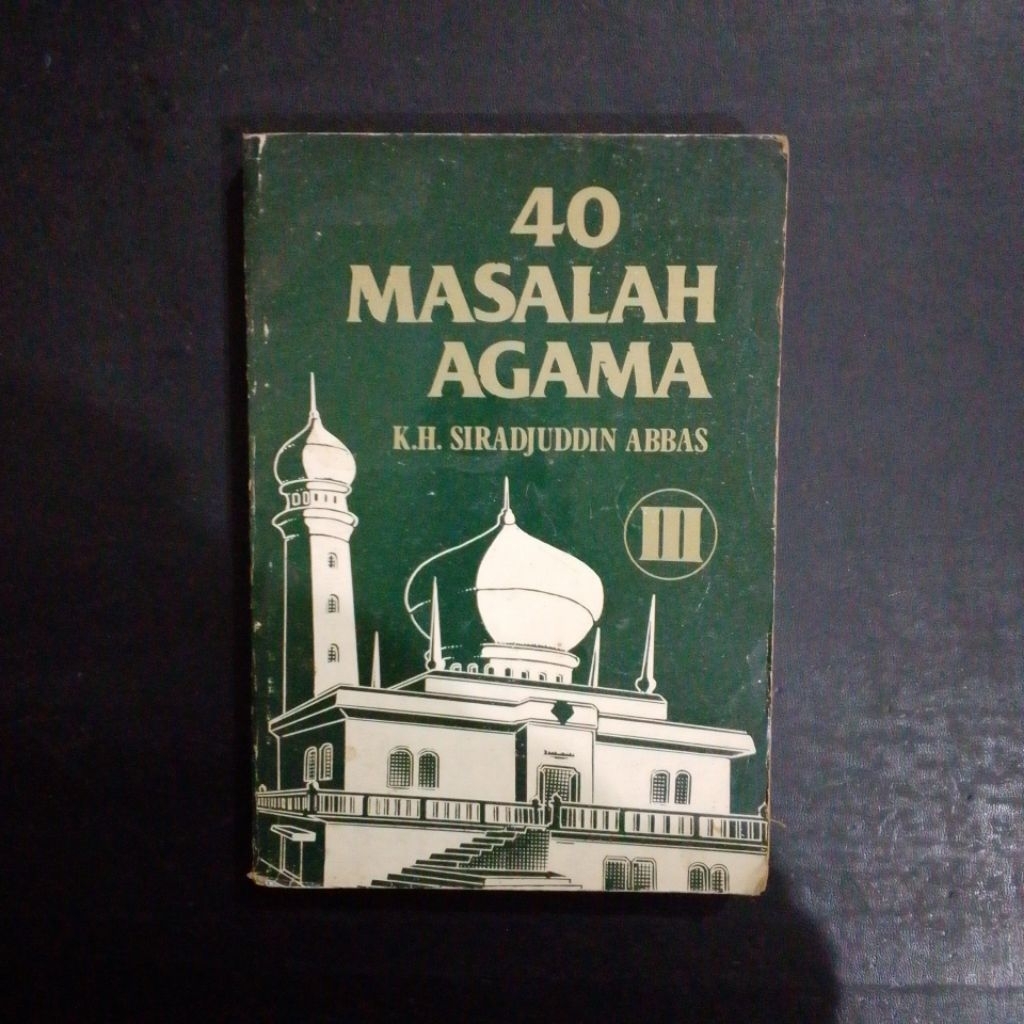 40
MASALAH
AGAMA
K.H. SIRADJUDDIN ABBAS
III